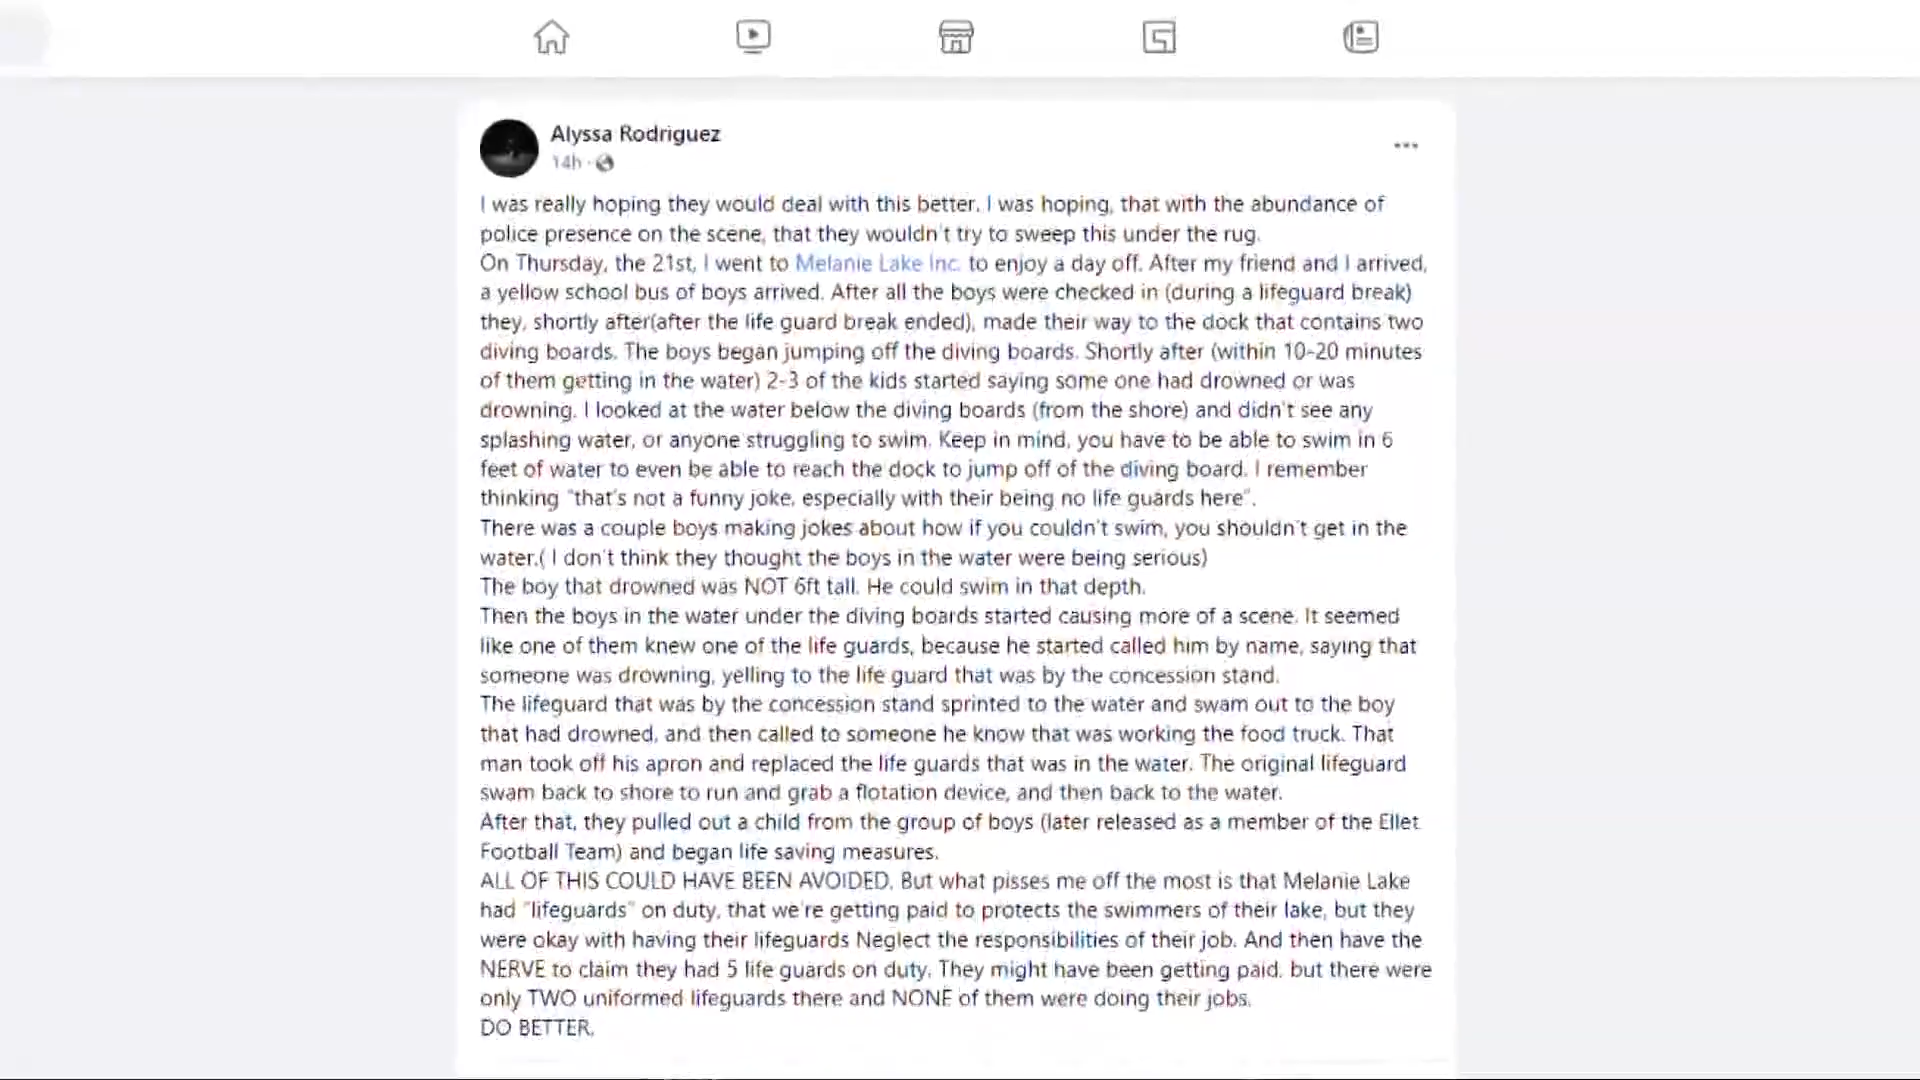 Alyssa Rodriguez
14h ·
I was really hoping they would deal with this better. I was hoping, that with the abundance of
police presence on the scene, that they wouldn't try to sweep this under the rug.
On Thursday, the 21st, I went to Melanie Lake Inc. to enjoy a day off. After my friend and I arrived,
a yellow school bus of boys arrived. After all the boys were checked in (during a lifeguard break)
they, shortly after(after the life guard break ended), made their way to the dock that contains two
diving boards. The boys began jumping off the diving boards. Shortly after (within 10-20 minutes
of them getting in the water) 2-3 of the kids started saying some one had drowned or was
drowning. I looked at the water below the diving boards (from the shore) and didn't see any
splashing water, or anyone struggling to swim. Keep in mind, you have to be able to swim in 6
feet of water to even be able to reach the dock to jump off of the diving board. I remember
thinking "that's not a funny joke, especially with their being no life guards here".
There was a couple boys making jokes about how if you couldn't swim, you shouldn't get in the
water.( I don't think they thought the boys in the water were being serious)
The boy that drowned was NOT 6ft tall. He could swim in that depth.
Then the boys in the water under the diving boards started causing more of a scene. It seemed
like one of them knew one of the life guards, because he started called him by name, saying that
someone was drowning, yelling to the life guard that was by the concession stand.
The lifeguard that was by the concession stand sprinted to the water and swam out to the boy
that had drowned, and then called to someone he know that was working the food truck. That
man took off his apron and replaced the life guards that was in the water. The original lifeguard
swam back to shore to run and grab a flotation device, and then back to the water.
After that, they pulled out a child from the group of boys (later released as a member of the Ellet
Football Team) and began life saving measures.
ALL OF THIS COULD HAVE BEEN AVOIDED. But what pisses me off the most is that Melanie Lake
had "lifeguards" on duty, that we're getting paid to protects the swimmers of their lake, but they
were okay with having their lifeguards Neglect the responsibilities of their job. And then have the
NERVE to claim they had 5 life guards on duty. They might have been getting paid, but there were
only TWO uniformed lifeguards there and NONE of them were doing their jobs.
DO BETTER.